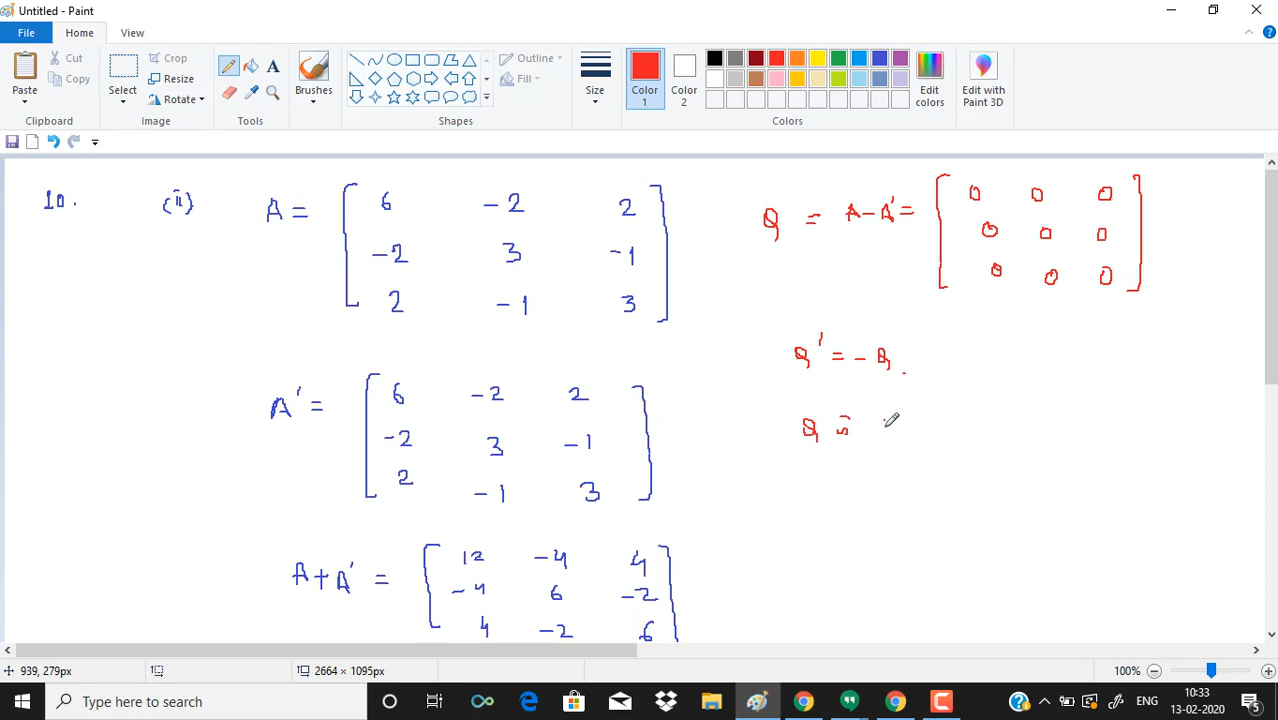 Untitled - Paint
File Home View
Paste Cut Copy Clipboard
Select Crop Resize Rotate Image
Tools
Brushes
Outline Fill Shapes
Size
Color 1 Color 2 Edit colors Edit with Paint 3D Colors
10. (ii) A = [ 6 -2 2
-2 3 -1
2 -1 3 ]
A' = [ 6 -2 2
-2 3 -1
2 -1 3 ]
A+A' = [ 12 -4 4
-4 6 -2
4 -2 6
Q = A-A' = [ 0 0 0
0 0 0
0 0 0 ]
Q' = -Q.
Q is
939, 279px 2664 × 1095px 100%
Type here to search
ENG 10:33 13-02-2020 5